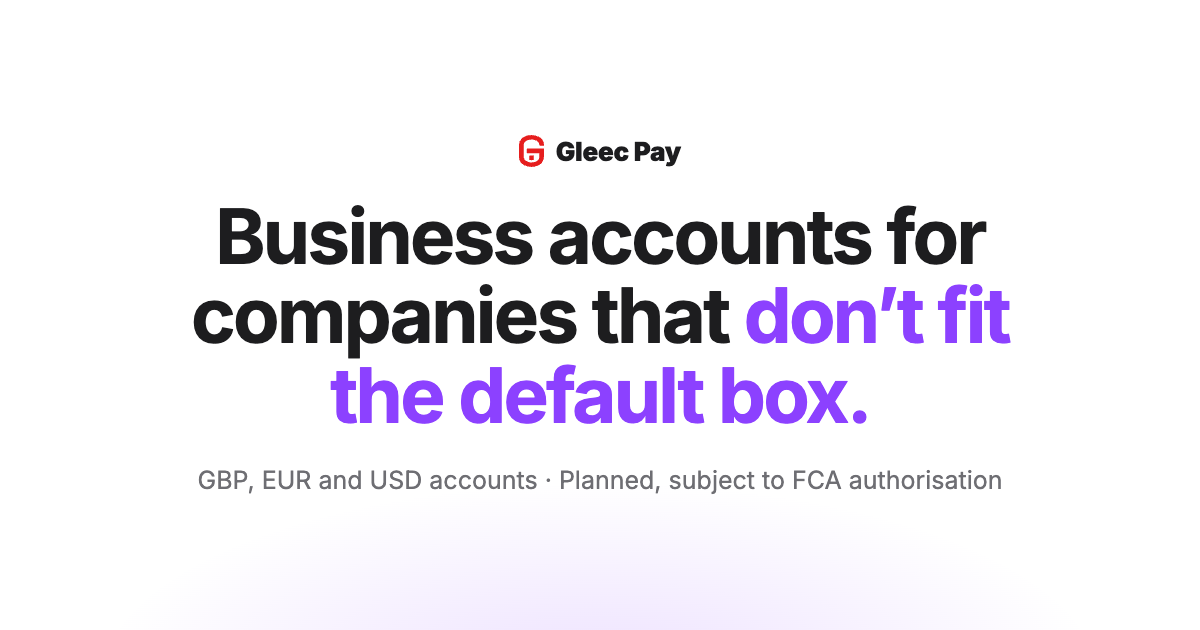 Gleec Pay
Business accounts for
companies that don’t fit
the default box.
GBP, EUR and USD accounts · Planned, subject to FCA authorisation